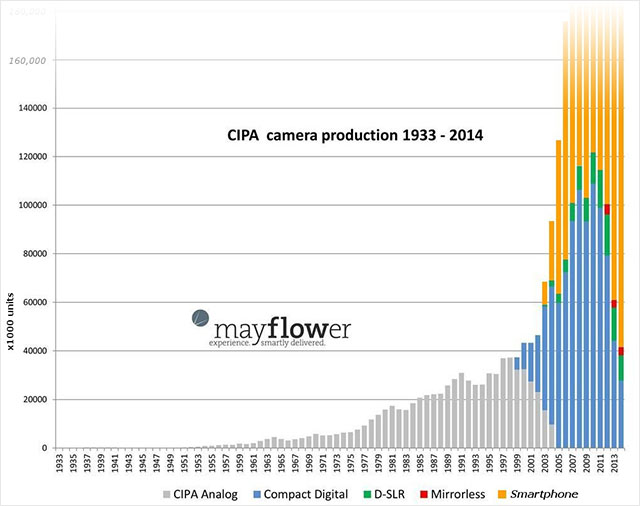 180,000
160,000
140000
120000
100000
80000
60000
40000
20000
0
x1000 units
CIPA camera production 1933 - 2014
mayflower
experience. smartly delivered.
1933 1935 1937 1939 1941 1943 1945 1947 1949 1951 1953 1955 1957 1959 1961 1963 1965 1967 1969 1971 1973 1975 1977 1979 1981 1983 1985 1987 1989 1991 1993 1995 1997 1999 2001 2003 2005 2007 2009 2011 2013
CIPA Analog Compact Digital D-SLR Mirrorless Smartphone